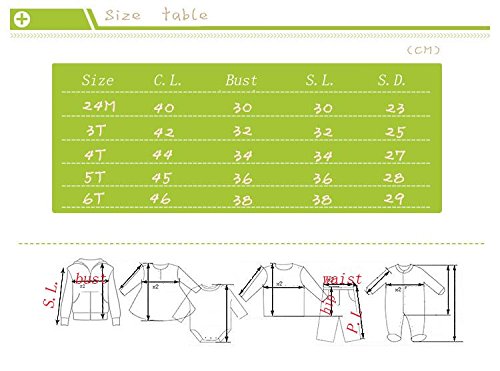 Size table
(CM)
Size C.L. Bust S.L. S.D.
24M 40 30 30 23
3T 42 32 32 25
4T 44 34 34 27
5T 45 36 36 28
6T 46 38 38 29
S.L. bust x2 x2 x2 waist hip P.L x2